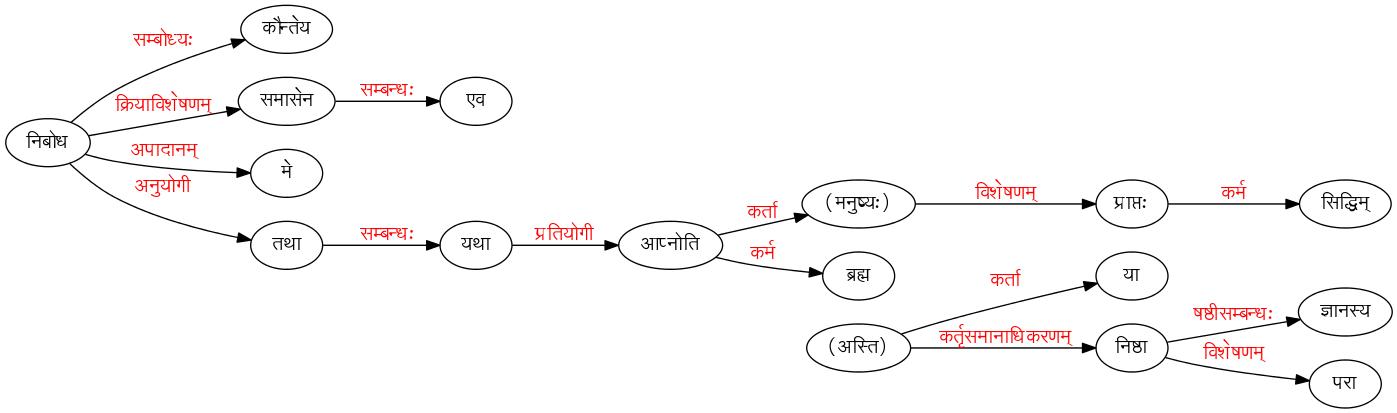 कौन्तेय
सम्बोध्यः
क्रियाविशेषणम्
समासेन
सम्बन्धः
एव
निबोध
अपादानम्
मे
अनुयोगी
तथा
सम्बन्धः
यथा
प्रतियोगी
आप्नोति
कर्ता
(मनुष्यः)
विशेषणम्
प्राप्तः
कर्म
सिद्धिम्
कर्म
ब्रह्म
कर्ता
या
(अस्ति)
कर्तृसमानाधिकरणम्
निष्ठा
षष्ठीसम्बन्धः
ज्ञानस्य
विशेषणम्
परा